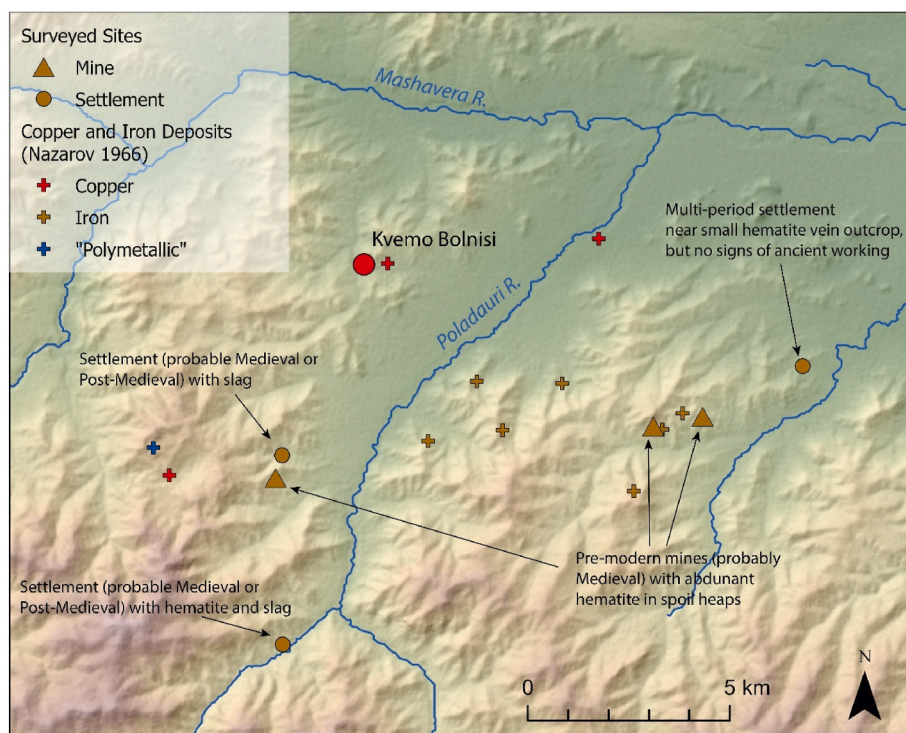 Surveyed Sites
Mine
Settlement
Copper and Iron Deposits
(Nazarov 1966)
Copper
Iron
"Polymetallic"
Mashavera R.
Kvemo Bolnisi
Poladauri R.
Multi-period settlement
near small hematite vein outcrop,
but no signs of ancient working
Settlement (probable Medieval or
Post-Medieval) with slag
Pre-modern mines (probably
Medieval) with abdunant
hematite in spoil heaps
Settlement (probable Medieval or
Post-Medieval) with hematite and slag
0 5 km
N